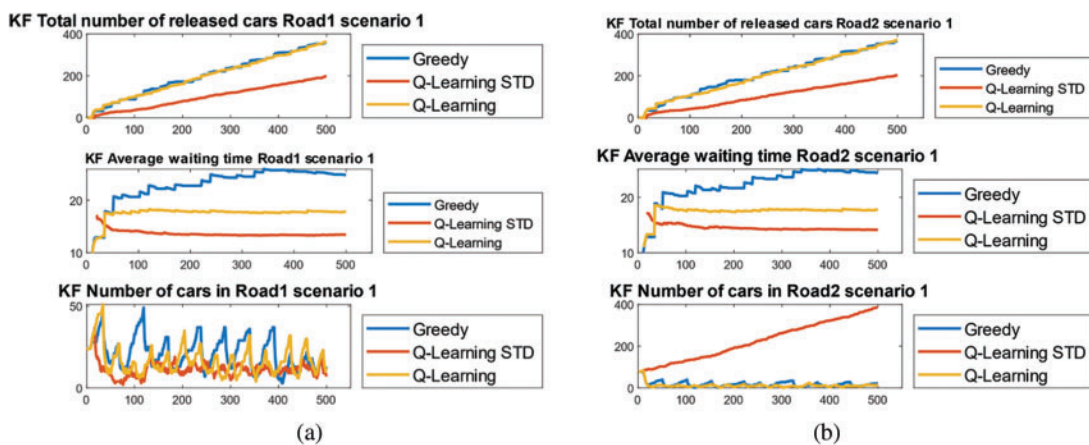 KF Total number of released cars Road1 scenario 1
400
200
0
0 100 200 300 400 500
Greedy
Q-Learning STD
Q-Learning
KF Average waiting time Road1 scenario 1
20
10
0 100 200 300 400 500
Greedy
Q-Learning STD
Q-Learning
KF Number of cars in Road1 scenario 1
50
0
0 100 200 300 400 500
Greedy
Q-Learning STD
Q-Learning
(a)
KF Total number of released cars Road2 scenario 1
400
200
0
0 100 200 300 400 500
Greedy
Q-Learning STD
Q-Learning
KF Average waiting time Road2 scenario 1
20
10
0 100 200 300 400 500
Greedy
Q-Learning STD
Q-Learning
KF Number of cars in Road2 scenario 1
400
200
0
0 100 200 300 400 500
Greedy
Q-Learning STD
Q-Learning
(b)